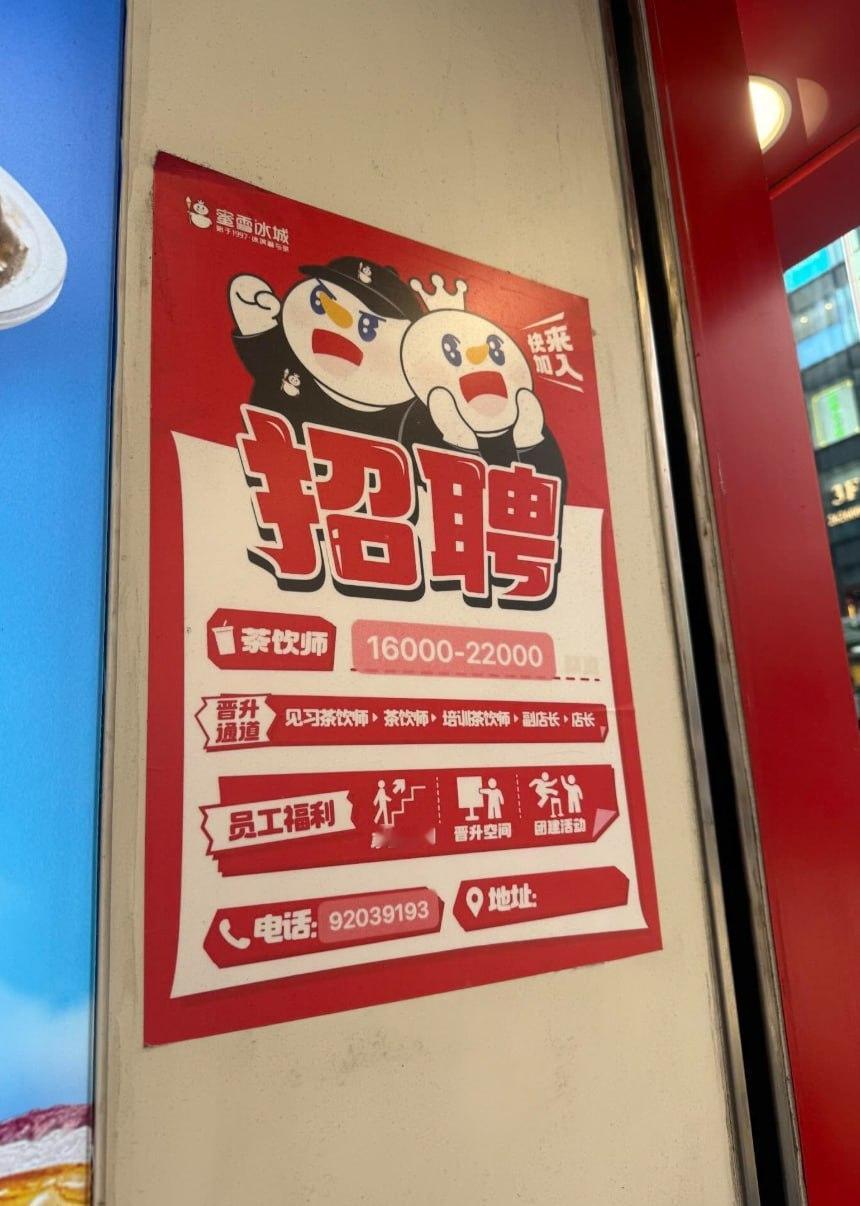 蜜雪冰城
始于1997·冰淇淋与茶
快来
加入
招聘
茶饮师
16000-22000
晋升
通道
见习茶饮师 茶饮师 培训茶饮师 副店长 店长
员工福利
晋升空间
团建活动
电话: 92039193
地址:
3F